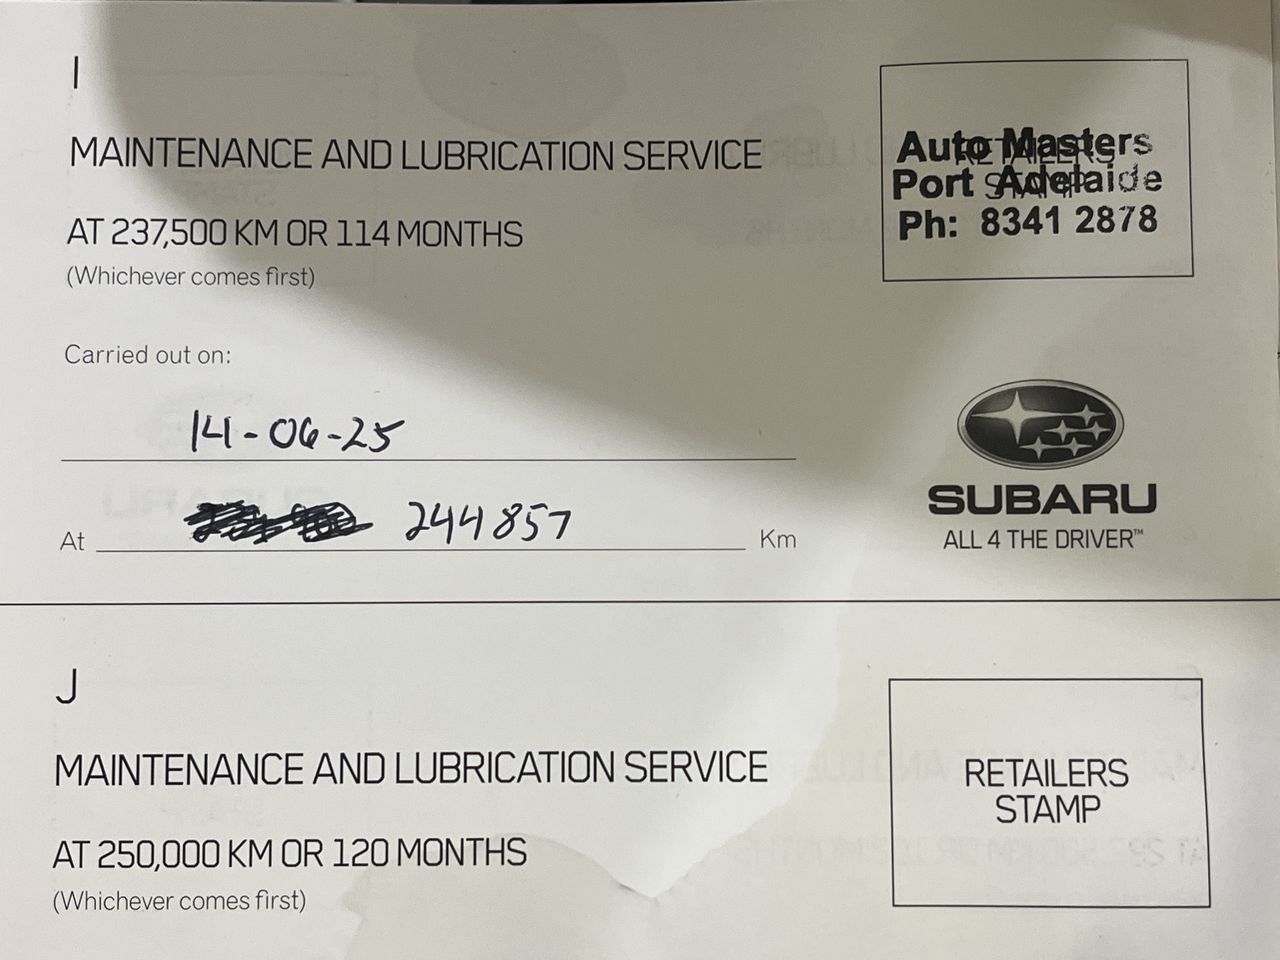 I
MAINTENANCE AND LUBRICATION SERVICE
AT 237,500 KM OR 114 MONTHS
(Whichever comes first)
RETAILERS
STAMP
Auto Masters
Port Adelaide
Ph: 8341 2878
Carried out on:
14-06-25
At 244857 Km
SUBARU
ALL 4 THE DRIVER™
J
MAINTENANCE AND LUBRICATION SERVICE
AT 250,000 KM OR 120 MONTHS
(Whichever comes first)
RETAILERS
STAMP